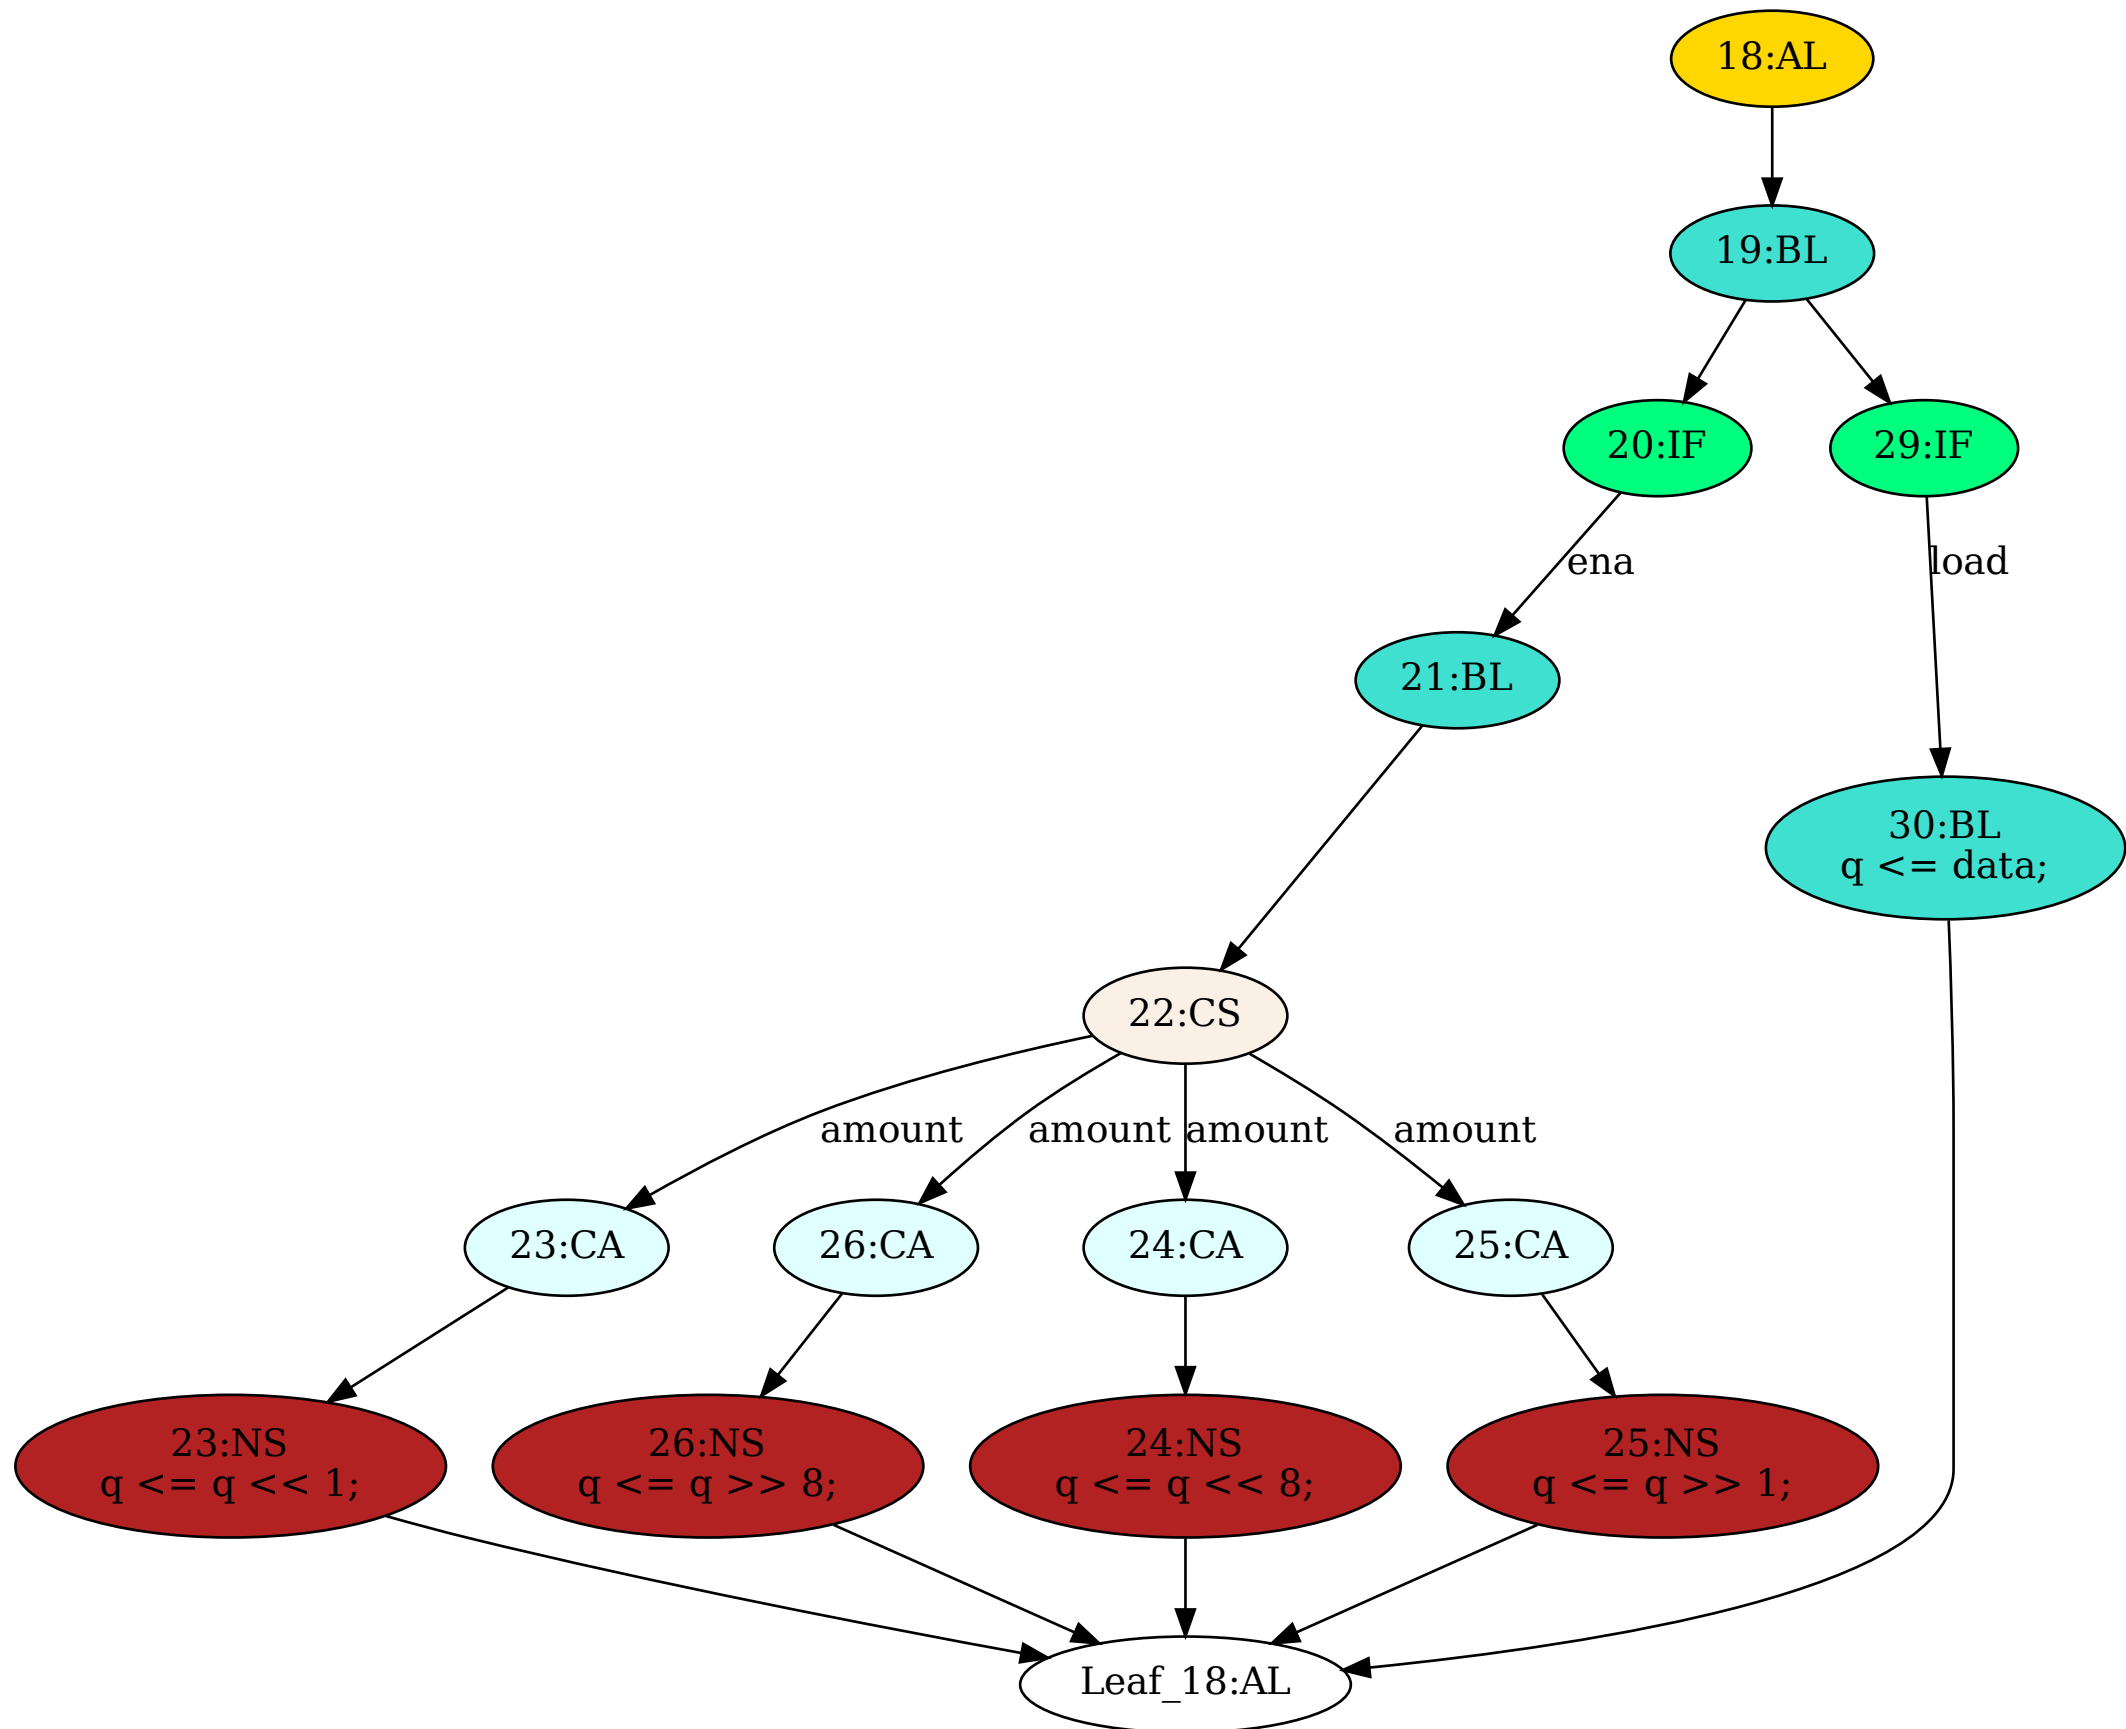 18:AL
19:BL
20:IF
29:IF
ena
load
21:BL
30:BL
q <= data;
22:CS
amount
amount
amount
amount
23:CA
26:CA
24:CA
25:CA
23:NS
q <= q << 1;
26:NS
q <= q >> 8;
24:NS
q <= q << 8;
25:NS
q <= q >> 1;
Leaf_18:AL